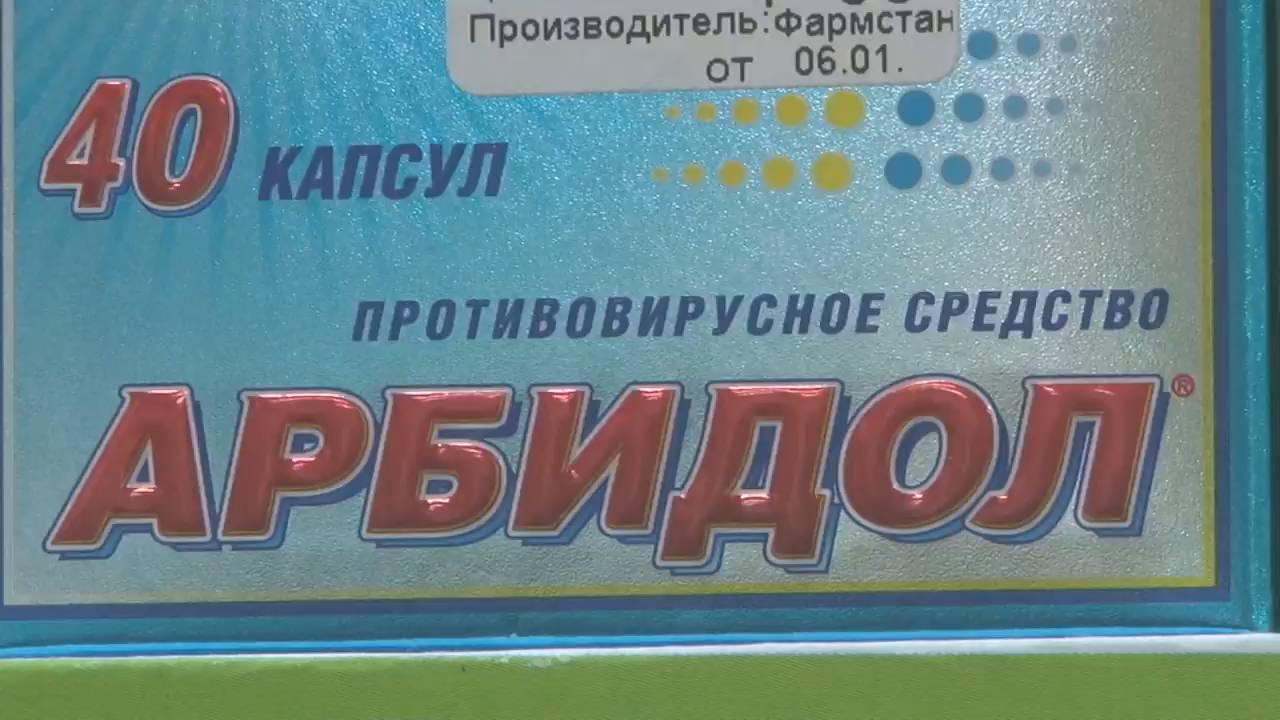 Производитель:Фармстан
от 06.01.
40 КАПСУЛ
ПРОТИВОВИРУСНОЕ СРЕДСТВО
АРБИДОЛ®